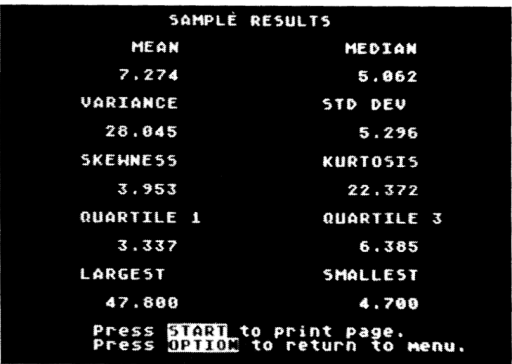 SAMPLE RESULTS
MEAN MEDIAN
7.274 5.062
VARIANCE STD DEV
28.045 5.296
SKEWNESS KURTOSIS
3.953 22.372
QUARTILE 1 QUARTILE 3
3.337 6.385
LARGEST SMALLEST
47.800 4.700
Press START to print page.
Press OPTION to return to menu.